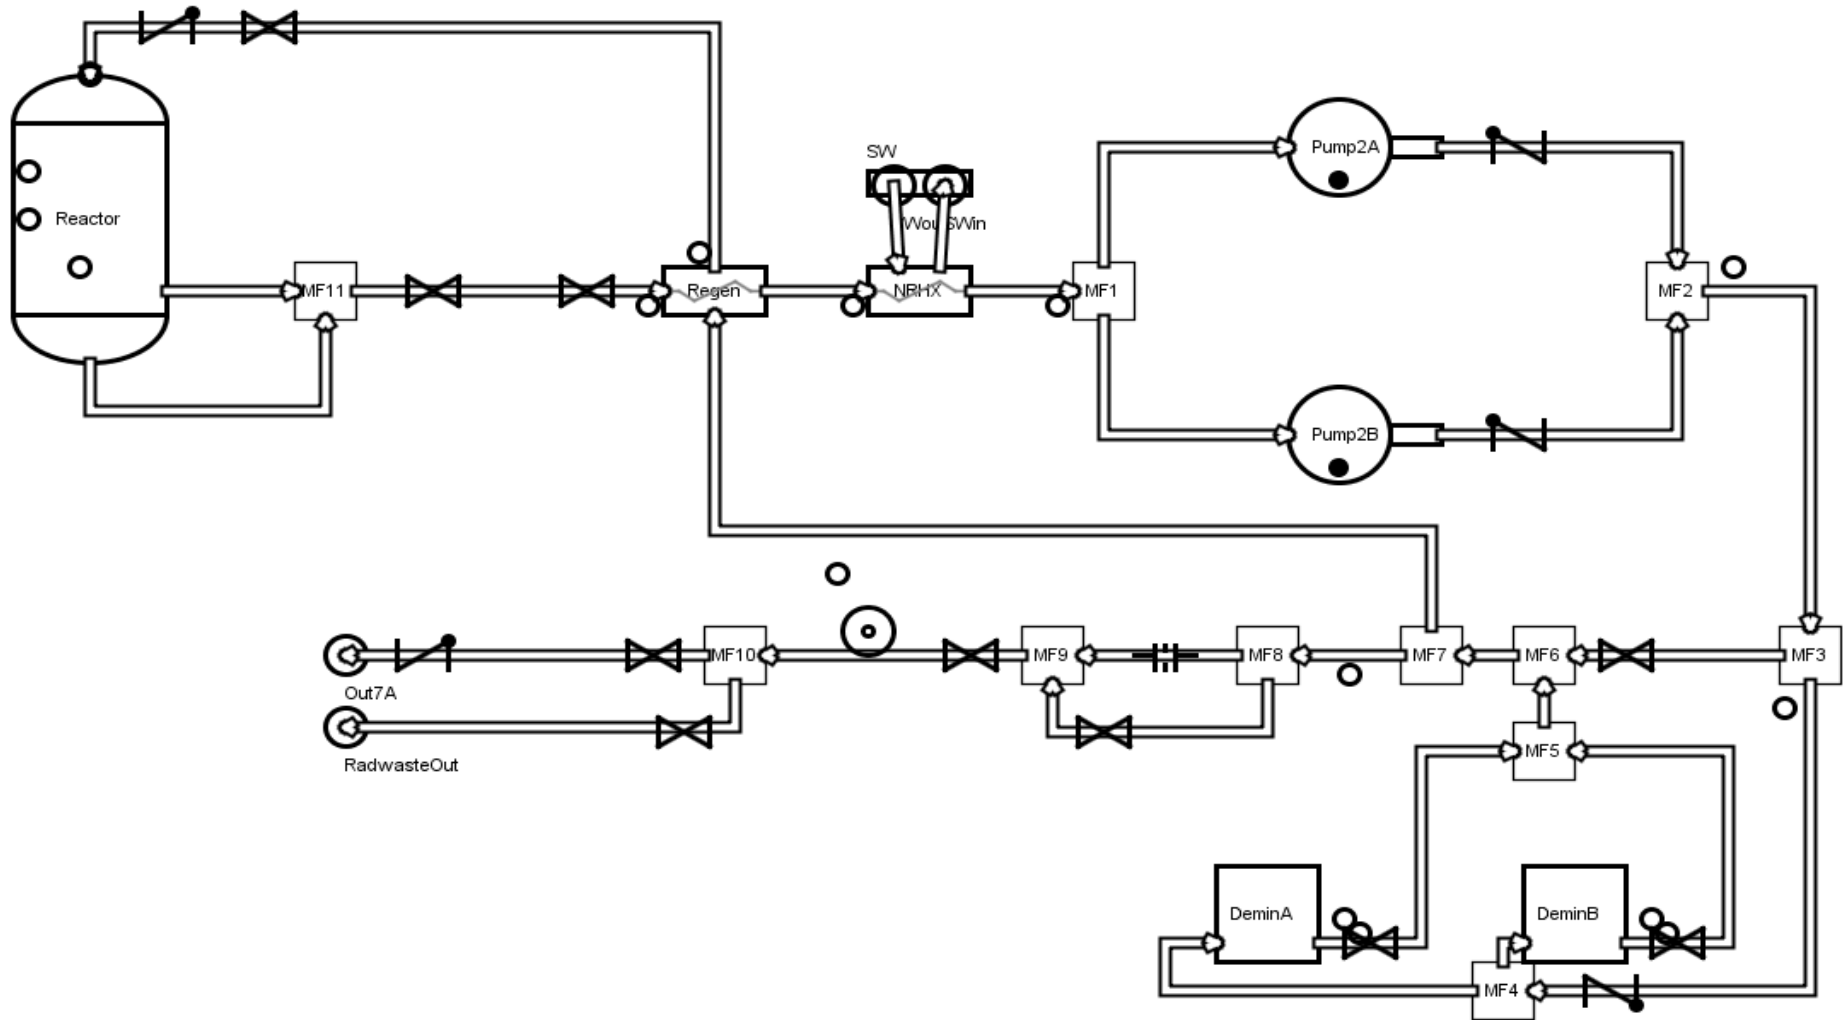 Pump2A
SW
SWin
Reactor
MF11
Regen
NRHX
MF1
MF2
Pump2B
MF10
MF9
MF8
MF7
MF6
MF3
Out7A
RadwasteOut
MF5
DeminA
DeminB
MF4